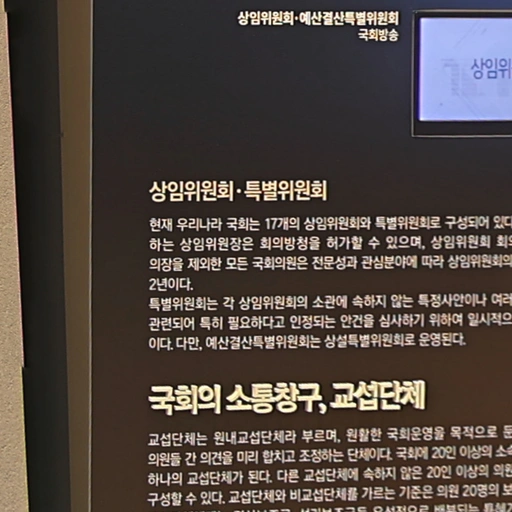 상임위원회·예산결산특별위원회
국회방송
상임위
상임위원회·특별위원회
현재 우리나라 국회는 17개의 상임위원회와 특별위원회로 구성되어 있다
하는 상임위원장은 회의방청을 허가할 수 있으며, 상임위원회 회의
의장을 제외한 모든 국회의원은 전문성과 관심분야에 따라 상임위원회의
2년이다.
특별위원회는 각 상임위원회의 소관에 속하지 않는 특정사안이나 여러
관련되어 특히 필요하다고 인정되는 안건을 심사하기 위하여 일시적으
이다. 다만, 예산결산특별위원회는 상설특별위원회로 운영된다.
국회의 소통창구, 교섭단체
교섭단체는 원내교섭단체라 부르며, 원활한 국회운영을 목적으로 둔
의원들 간 의견을 미리 합치고 조정하는 단체이다. 국회에 20인 이상의 소속
하나의 교섭단체가 된다. 다른 교섭단체에 속하지 않은 20인 이상의 의원
구성할 수 있다. 교섭단체와 비교섭단체를 가르는 기준은 의원 20명의 보
우선적으로 배부되는 특혜가